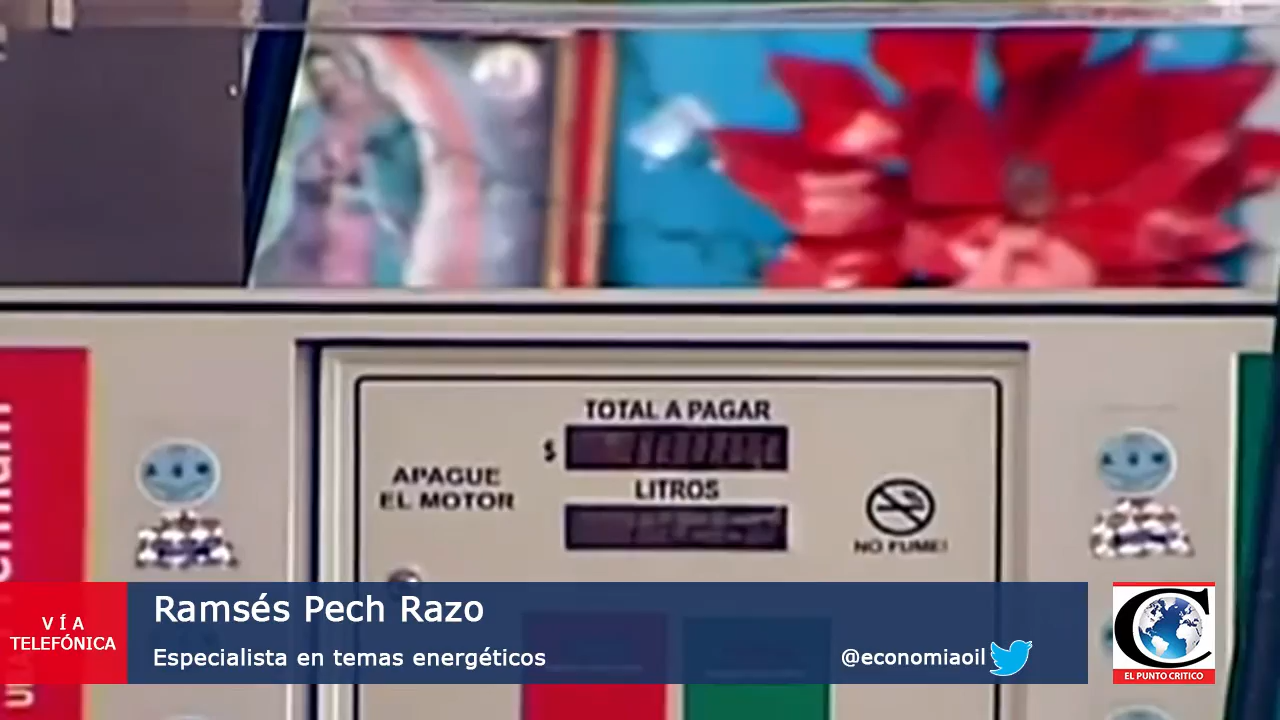 TOTAL A PAGAR
$
APAGUE
EL MOTOR
LITROS
NO FUME!
VÍA
TELEFÓNICA
Ramsés Pech Razo
Especialista en temas energéticos
@economiaoil
C
EL PUNTO CRITICO